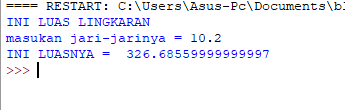 ==== RESTART: C:\Users\Asus-Pc\Documents\b
INI LUAS LINGKARAN
masukan jari-jarinya = 10.2
INI LUASNYA =  326.68559999999997
>>>